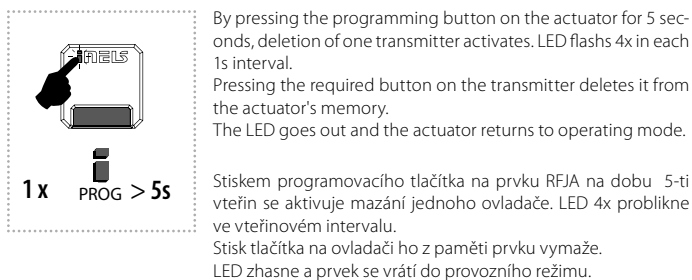 iNELS
1 x PROG > 5s
By pressing the programming button on the actuator for 5 sec-
onds, deletion of one transmitter activates. LED flashs 4x in each
1s interval.
Pressing the required button on the transmitter deletes it from
the actuator's memory.
The LED goes out and the actuator returns to operating mode.
Stiskem programovacího tlačítka na prvku RFJA na dobu 5-ti
vteřin se aktivuje mazání jednoho ovladače. LED 4x problikne
ve vteřinovém intervalu.
Stisk tlačítka na ovladači ho z paměti prvku vymaže.
LED zhasne a prvek se vrátí do provozního režimu.